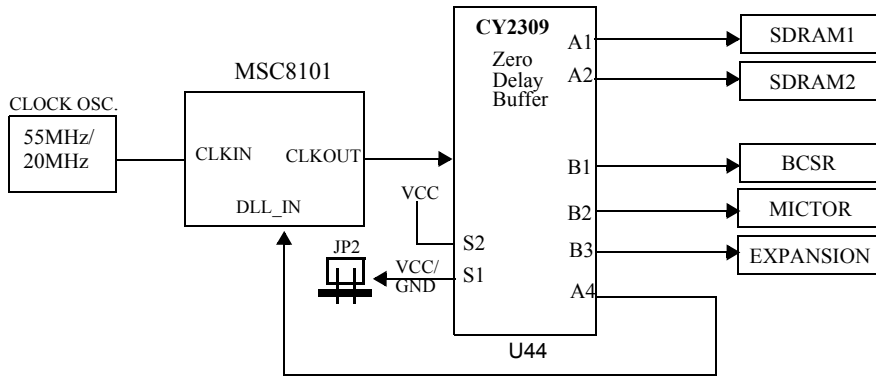 CY2309
Zero
Delay
Buffer
A1
A2
B1
B2
B3
A4
S2
S1
U44
SDRAM1
SDRAM2
BCSR
MICTOR
EXPANSION
MSC8101
CLKIN
CLKOUT
DLL_IN
CLOCK OSC.
55MHz/
20MHz
VCC
JP2
VCC/
GND